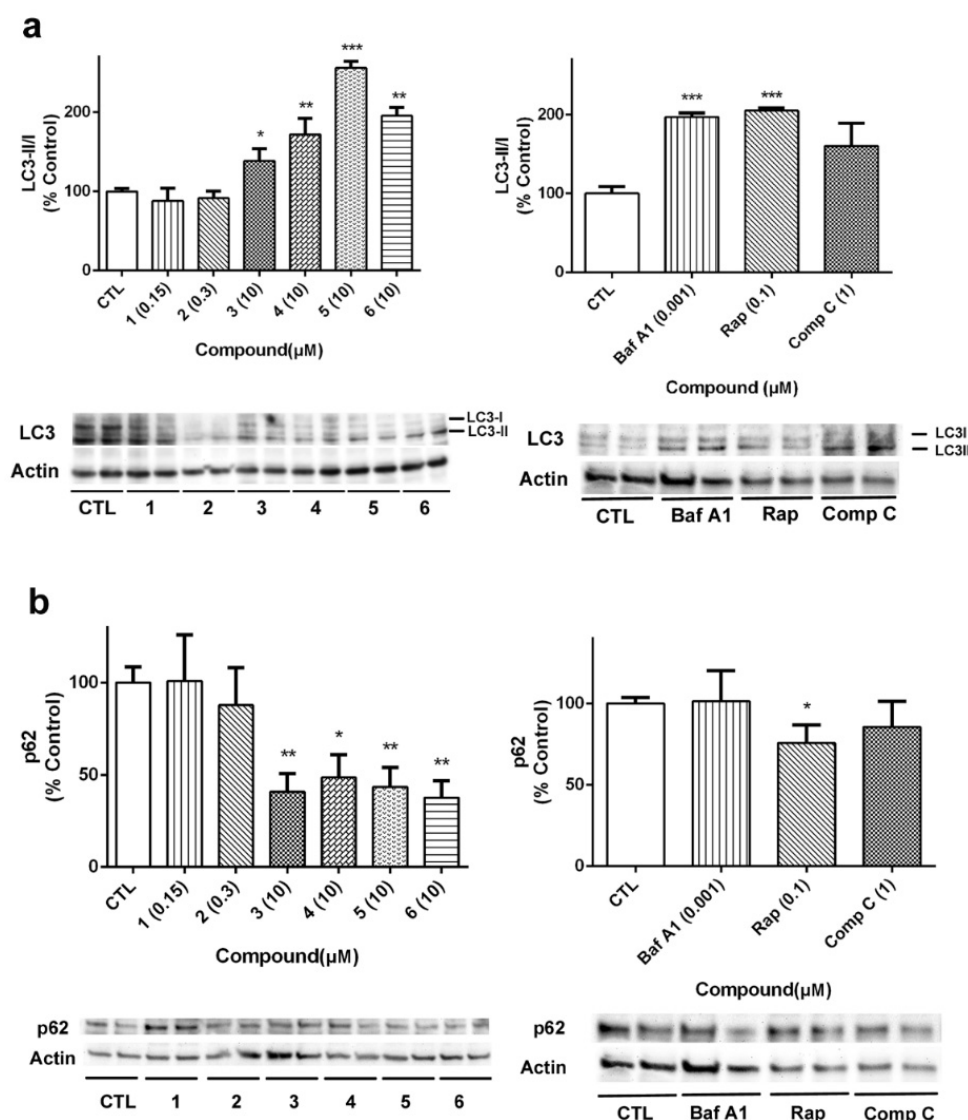 a
LC3-II/I
(% Control)
200
100
0
*
**
***
**
CTL
1 (0.15)
2 (0.3)
3 (10)
4 (10)
5 (10)
6 (10)
Compound(µM)
LC3
LC3-I
LC3-II
Actin
CTL 1 2 3 4 5 6
LC3-II/I
(% Control)
200
100
0
***
***
CTL
Baf A1 (0.001)
Rap (0.1)
Comp C (1)
Compound (µM)
LC3
LC3I
LC3II
Actin
CTL Baf A1 Rap Comp C
b
p62
(% Control)
100
50
0
**
*
**
**
CTL
1 (0.15)
2 (0.3)
3 (10)
4 (10)
5 (10)
6 (10)
Compound(µM)
p62
Actin
CTL 1 2 3 4 5 6
p62
(% Control)
100
50
0
*
CTL
Baf A1 (0.001)
Rap (0.1)
Comp C (1)
Compound(µM)
p62
Actin
CTL Baf A1 Rap Comp C